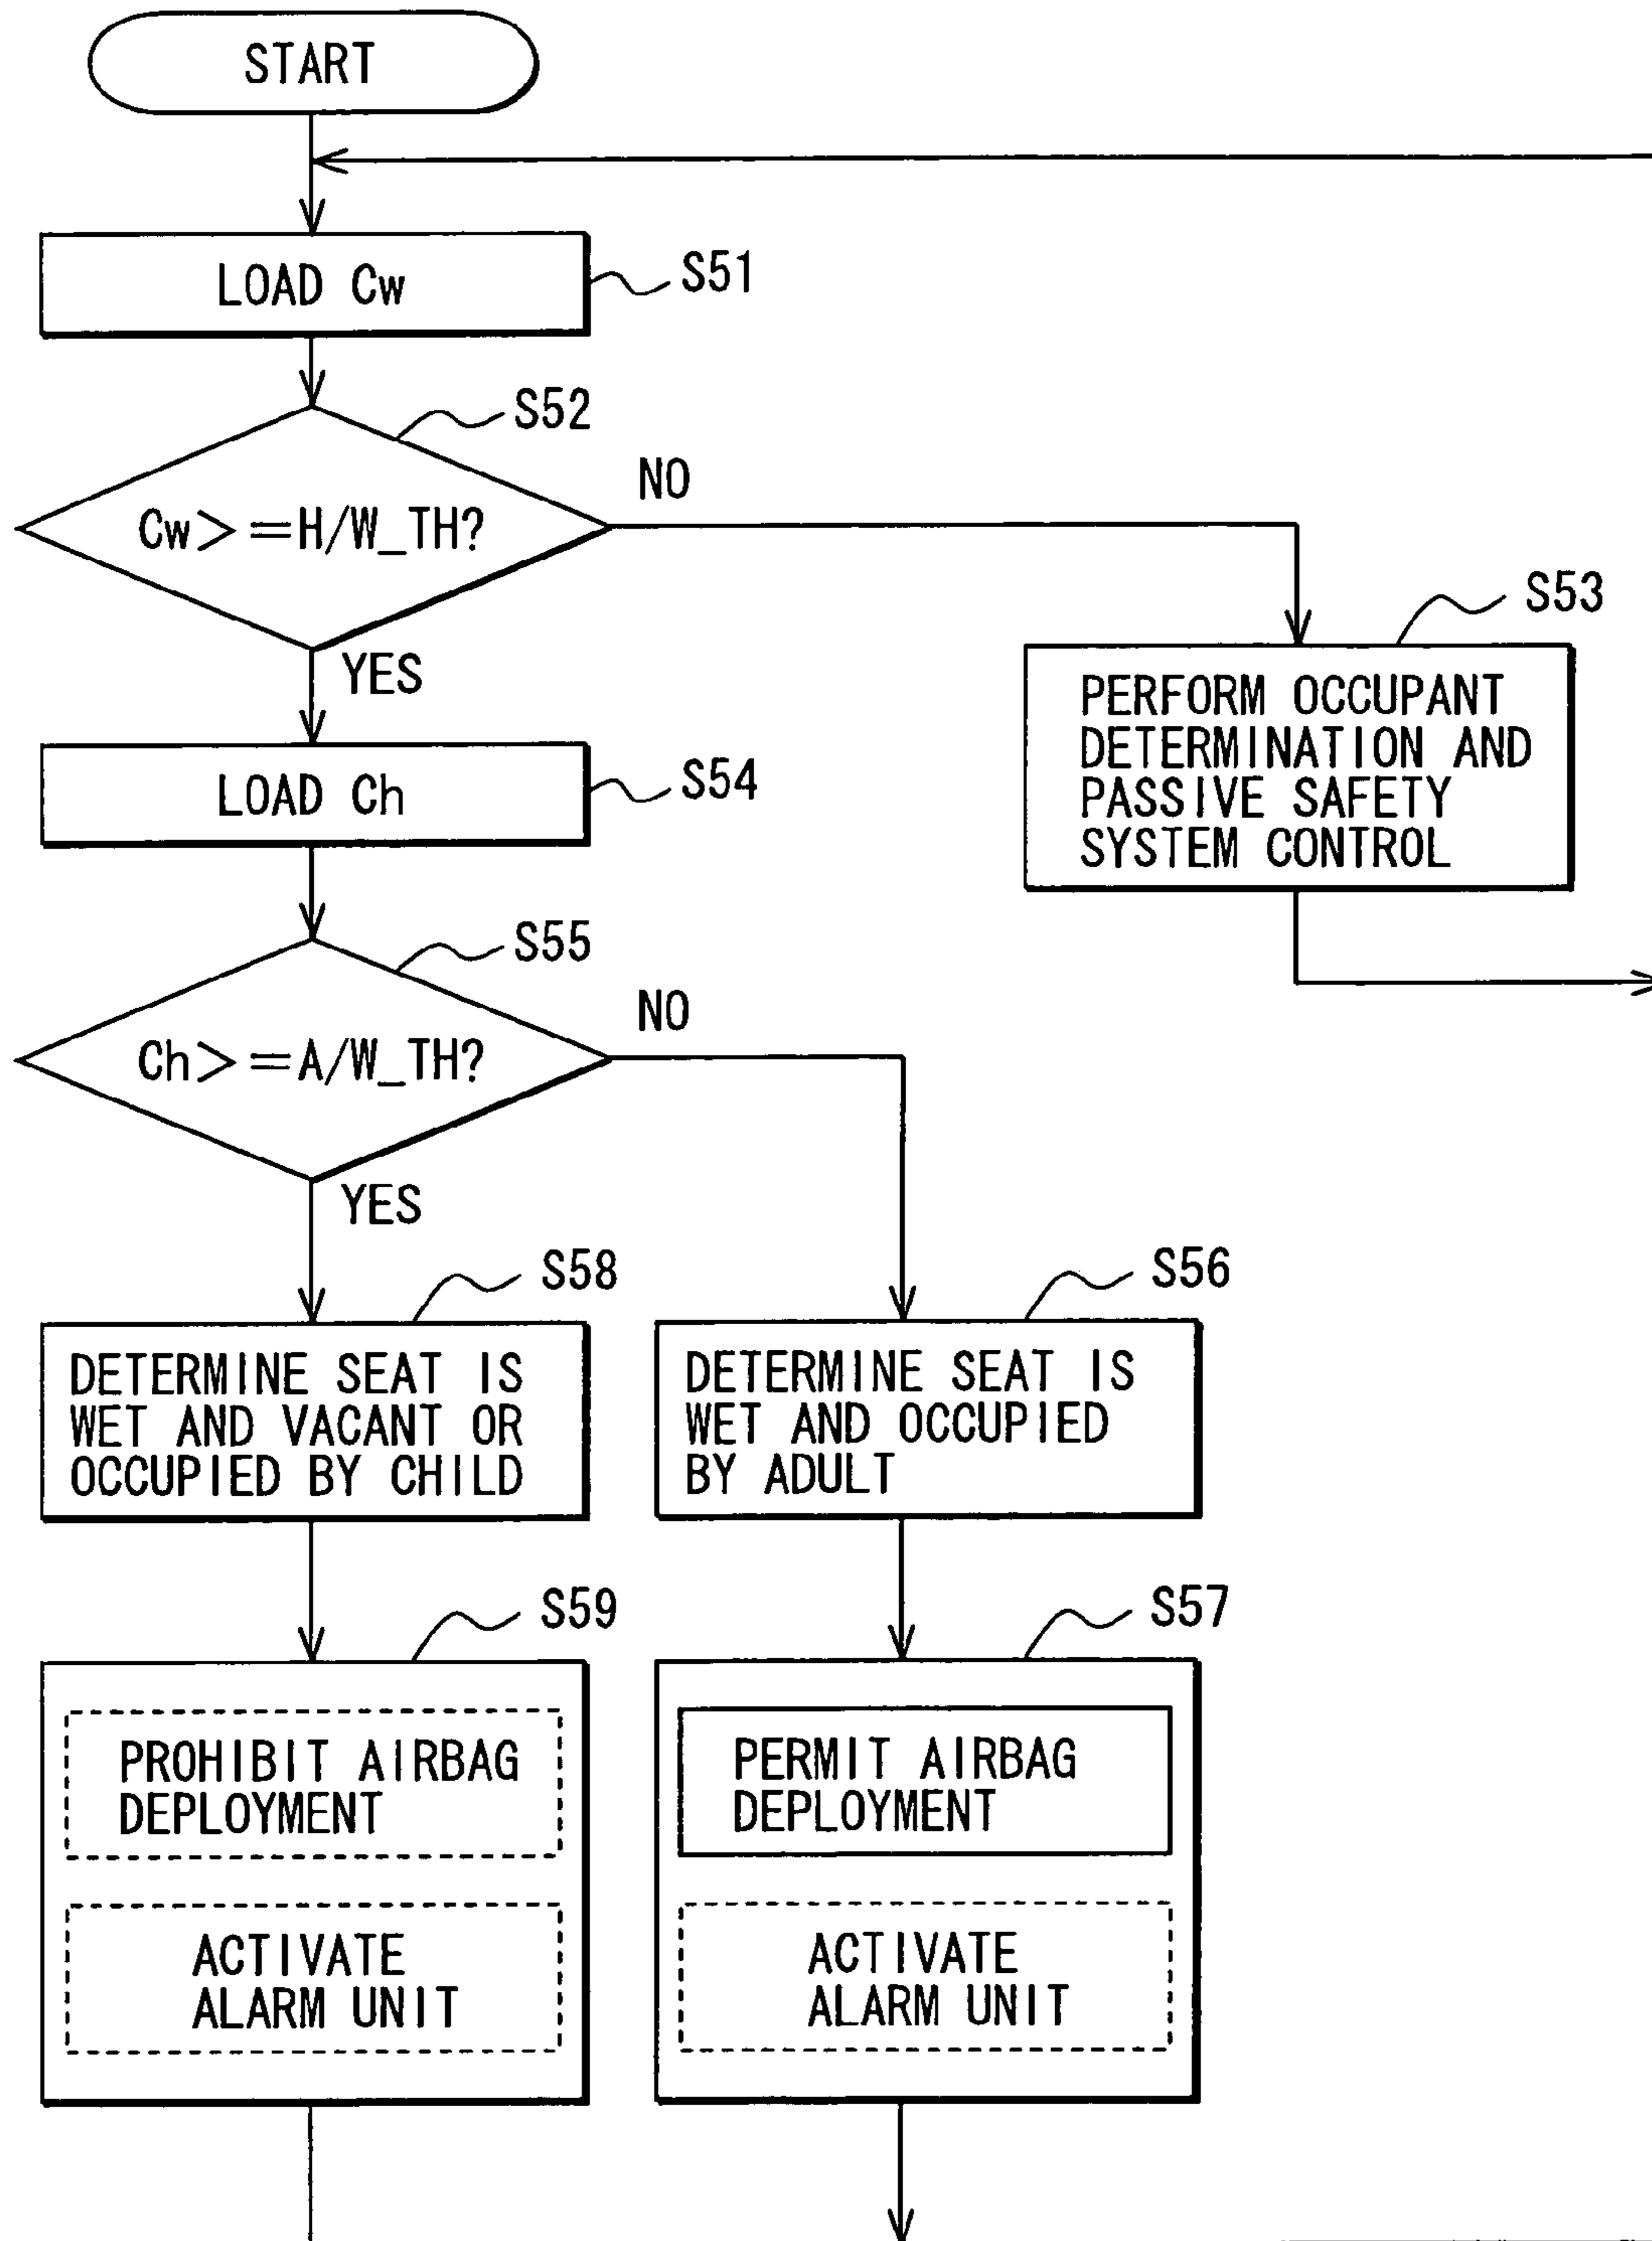 START
LOAD Cw
S51
S52
Cw>=H/W_TH?
NO
YES
S53
PERFORM OCCUPANT
DETERMINATION AND
PASSIVE SAFETY
SYSTEM CONTROL
LOAD Ch
S54
S55
Ch>=A/W_TH?
NO
YES
S58
DETERMINE SEAT IS
WET AND VACANT OR
OCCUPIED BY CHILD
S56
DETERMINE SEAT IS
WET AND OCCUPIED
BY ADULT
S59
PROHIBIT AIRBAG
DEPLOYMENT
ACTIVATE
ALARM UNIT
S57
PERMIT AIRBAG
DEPLOYMENT
ACTIVATE
ALARM UNIT